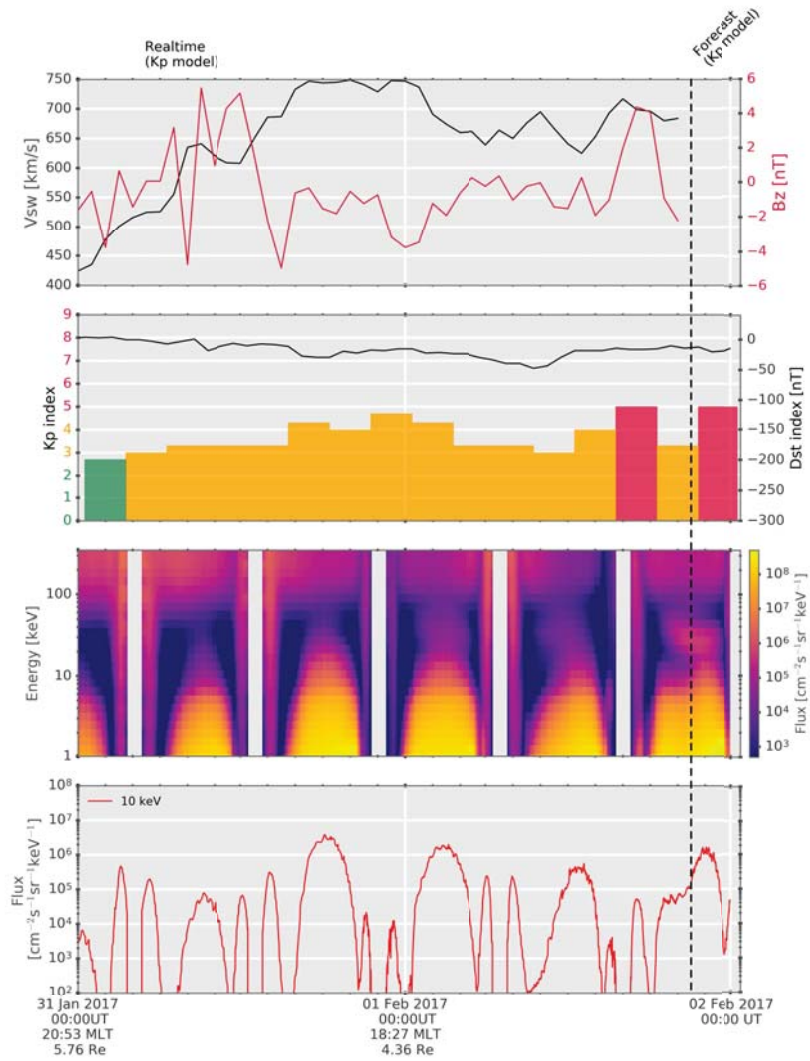 Realtime
(Kp model)
Forecast
(Kp model)
750
700
650
600
550
500
450
400
Vsw [km/s]
6
4
2
0
−2
−4
−6
Bz [nT]
9
8
7
6
5
4
3
2
1
0
Kp index
0
−50
−100
−150
−200
−250
−300
Dst index [nT]
100
10
1
Energy [keV]
10⁸
10⁷
10⁶
10⁵
10⁴
10³
Flux [cm⁻²s⁻¹sr⁻¹keV⁻¹]
10 keV
10⁸
10⁷
10⁶
10⁵
10⁴
10³
10²
Flux
[cm⁻²s⁻¹sr⁻¹keV⁻¹]
31 Jan 2017
00:00UT
20:53 MLT
5.76 Re
01 Feb 2017
00:00UT
18:27 MLT
4.36 Re
02 Feb 2017
00:00 UT